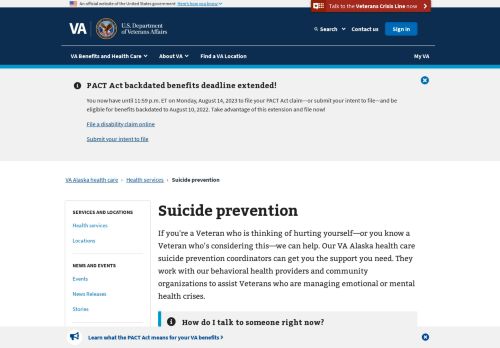 An official website of the United States government Here's how you know
Talk to the Veterans Crisis Line now
VA
U.S. Department
of Veterans Affairs
Search
Contact us
Sign in
VA Benefits and Health Care
About VA
Find a VA Location
My VA
PACT Act backdated benefits deadline extended!
You now have until 11:59 p.m. ET on Monday, August 14, 2023 to file your PACT Act claim—or submit your intent to file—and be
eligible for benefits backdated to August 10, 2022. Take advantage of this extension and file now!
File a disability claim online
Submit your intent to file
VA Alaska health care › Health services › Suicide prevention
SERVICES AND LOCATIONS
Health services
Locations
NEWS AND EVENTS
Events
News Releases
Stories
Suicide prevention
If you're a Veteran who is thinking of hurting yourself—or you know a
Veteran who's considering this—we can help. Our VA Alaska health care
suicide prevention coordinators can get you the support you need. They
work with our behavioral health providers and community
organizations to assist Veterans who are managing emotional or mental
health crises.
How do I talk to someone right now?
Learn what the PACT Act means for your VA benefits